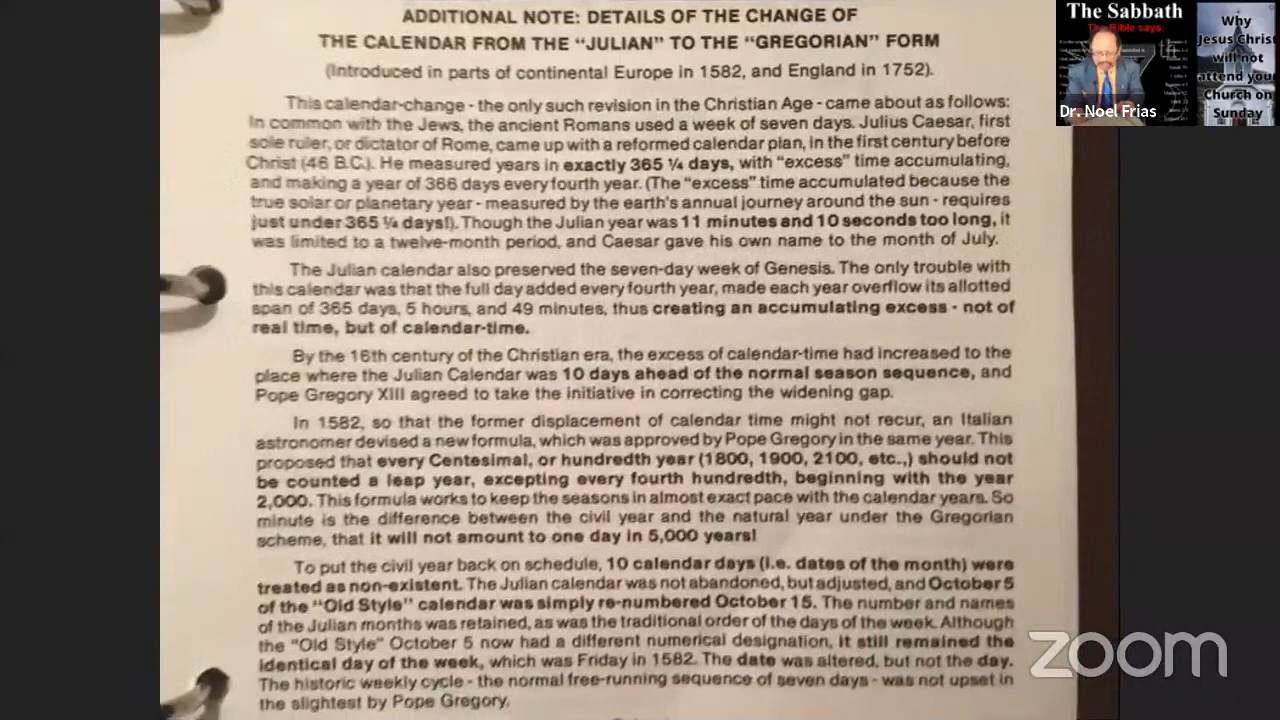 ADDITIONAL NOTE: DETAILS OF THE CHANGE OF
THE CALENDAR FROM THE "JULIAN" TO THE "GREGORIAN" FORM
(Introduced in parts of continental Europe in 1582, and England in 1752).
This calendar-change - the only such revision in the Christian Age - came about as follows:
In common with the Jews, the ancient Romans used a week of seven days. Julius Caesar, first
sole ruler, or dictator of Rome, came up with a reformed calendar plan, in the first century before
Christ (46 B.C.). He measured years in exactly 365 ¼ days, with "excess" time accumulating,
and making a year of 366 days every fourth year. (The "excess" time accumulated because the
true solar or planetary year - measured by the earth's annual journey around the sun - requires
just under 365 ¼ days!). Though the Julian year was 11 minutes and 10 seconds too long, it
was limited to a twelve-month period, and Caesar gave his own name to the month of July.
The Julian calendar also preserved the seven-day week of Genesis. The only trouble with
this calendar was that the full day added every fourth year, made each year overflow its allotted
span of 365 days, 5 hours, and 49 minutes, thus creating an accumulating excess - not of
real time, but of calendar-time.
By the 16th century of the Christian era, the excess of calendar-time had increased to the
place where the Julian Calendar was 10 days ahead of the normal season sequence, and
Pope Gregory XIII agreed to take the initiative in correcting the widening gap.
In 1582, so that the former displacement of calendar time might not recur, an Italian
astronomer devised a new formula, which was approved by Pope Gregory in the same year. This
proposed that every Centesimal, or hundredth year (1800, 1900, 2100, etc.,) should not
be counted a leap year, excepting every fourth hundredth, beginning with the year
2,000. This formula works to keep the seasons in almost exact pace with the calendar years. So
minute is the difference between the civil year and the natural year under the Gregorian
scheme, that it will not amount to one day in 5,000 years!
To put the civil year back on schedule, 10 calendar days (i.e. dates of the month) were
treated as non-existent. The Julian calendar was not abandoned, but adjusted, and October 5
of the "Old Style" calendar was simply re-numbered October 15. The number and names
of the Julian months was retained, as was the traditional order of the days of the week. Although
the "Old Style" October 5 now had a different numerical designation, it still remained the
identical day of the week, which was Friday in 1582. The date was altered, but not the day.
The historic weekly cycle - the normal free-running sequence of seven days - was not upset in
the slightest by Pope Gregory.
The Sabbath
The Bible says:
Dr. Noel Frias
Why
Jesus Christ
will not
attend you
Church on
Sunday
zoom